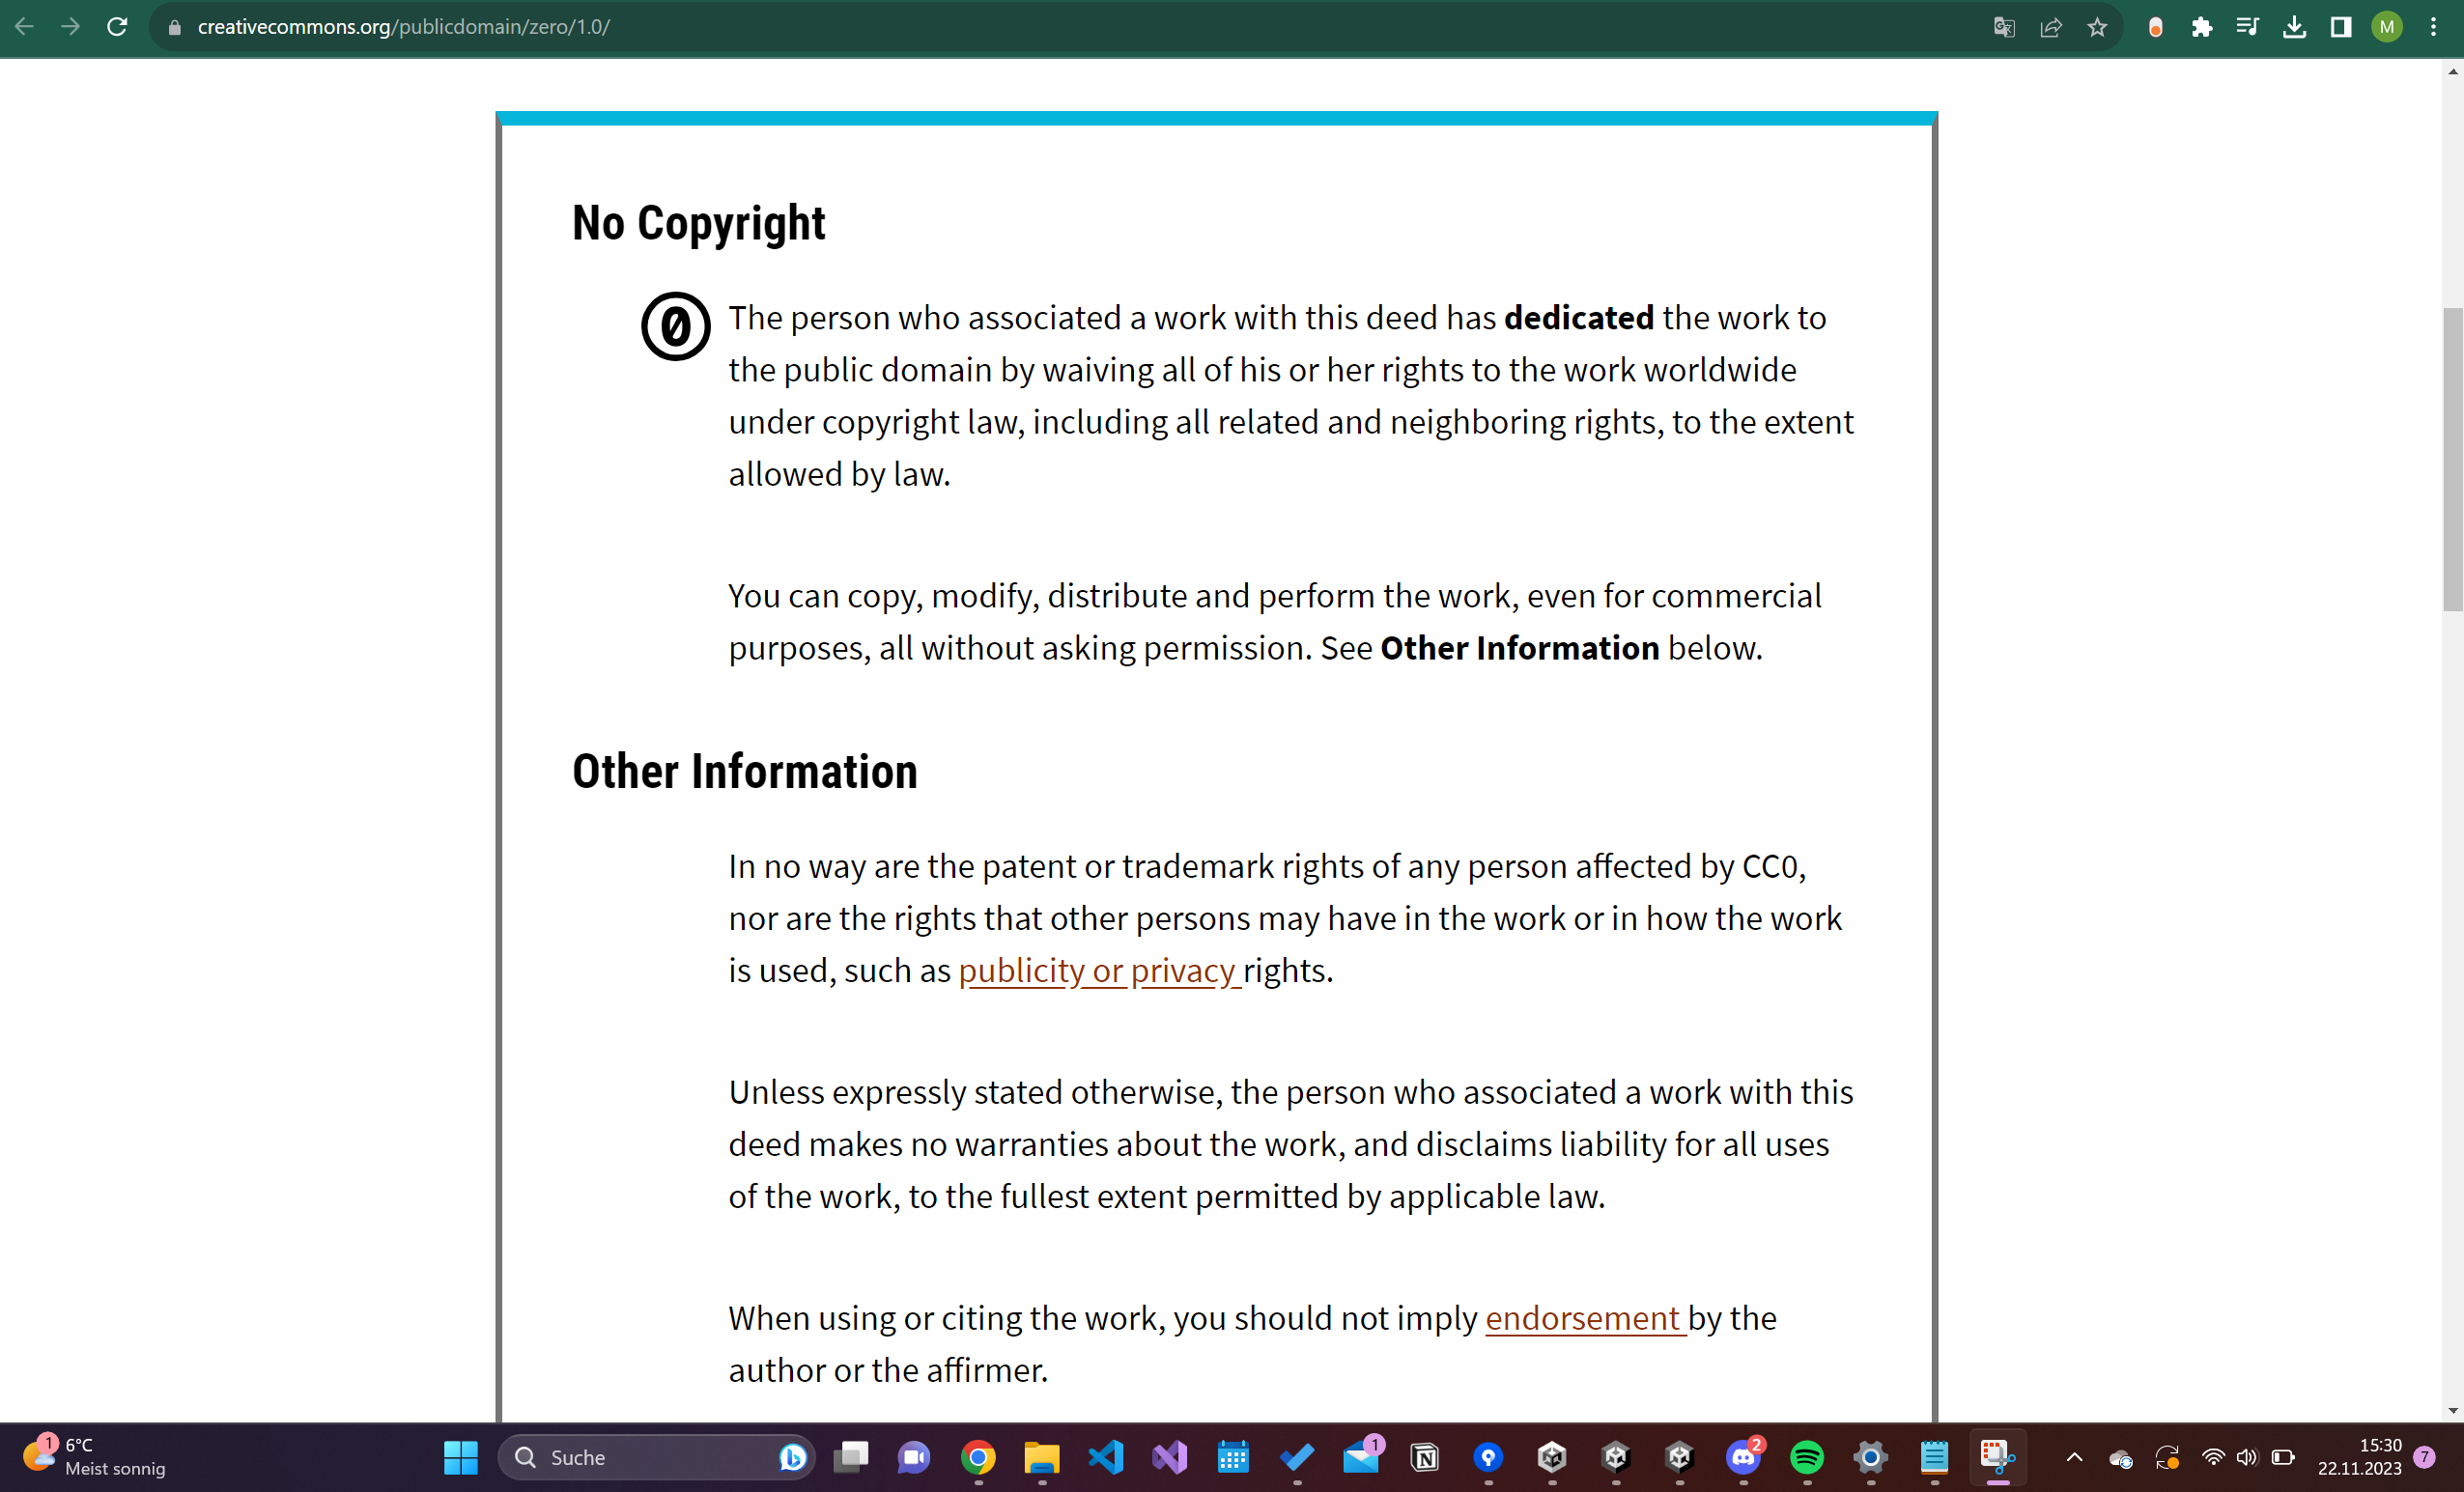 creativecommons.org/publicdomain/zero/1.0/
M
No Copyright
0
The person who associated a work with this deed has dedicated the work to
the public domain by waiving all of his or her rights to the work worldwide
under copyright law, including all related and neighboring rights, to the extent
allowed by law.
You can copy, modify, distribute and perform the work, even for commercial
purposes, all without asking permission. See Other Information below.
Other Information
In no way are the patent or trademark rights of any person affected by CC0,
nor are the rights that other persons may have in the work or in how the work
is used, such as publicity or privacy rights.
Unless expressly stated otherwise, the person who associated a work with this
deed makes no warranties about the work, and disclaims liability for all uses
of the work, to the fullest extent permitted by applicable law.
When using or citing the work, you should not imply endorsement by the
author or the affirmer.
1
6°C
Meist sonnig
Suche
1
2
15:30
22.11.2023
7